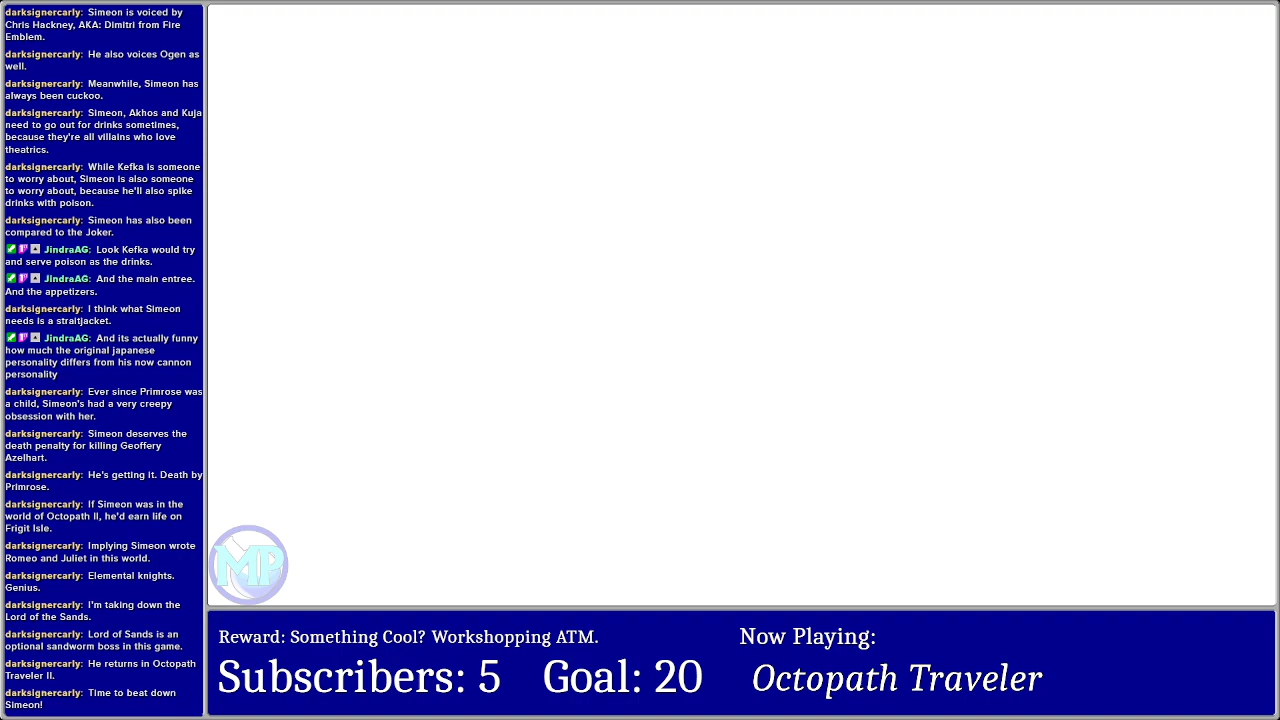 darksignercarly: Simeon is voiced by
Chris Hackney, AKA: Dimitri from Fire
Emblem.
darksignercarly: He also voices Ogen as
well.
darksignercarly: Meanwhile, Simeon has
always been cuckoo.
darksignercarly: Simeon, Akhos and Kuja
need to go out for drinks sometimes,
because they're all villains who love
theatrics.
darksignercarly: While Kefka is someone
to worry about, Simeon is also someone
to worry about, because he'll also spike
drinks with poison.
darksignercarly: Simeon has also been
compared to the Joker.
JindraAG: Look Kefka would try
and serve poison as the drinks.
JindraAG: And the main entree.
And the appetizers.
darksignercarly: I think what Simeon
needs is a straitjacket.
JindraAG: And its actually funny
how much the original japanese
personality differs from his now cannon
personality
darksignercarly: Ever since Primrose was
a child, Simeon's had a very creepy
obsession with her.
darksignercarly: Simeon deserves the
death penalty for killing Geoffery
Azelhart.
darksignercarly: He's getting it. Death by
Primrose.
darksignercarly: If Simeon was in the
world of Octopath II, he'd earn life on
Frigit Isle.
darksignercarly: Implying Simeon wrote
Romeo and Juliet in this world.
darksignercarly: Elemental knights.
Genius.
darksignercarly: I'm taking down the
Lord of the Sands.
darksignercarly: Lord of Sands is an
optional sandworm boss in this game.
darksignercarly: He returns in Octopath
Traveler II.
darksignercarly: Time to beat down
Simeon!
MP
Reward: Something Cool? Workshopping ATM.
Subscribers: 5 Goal: 20
Now Playing:
Octopath Traveler